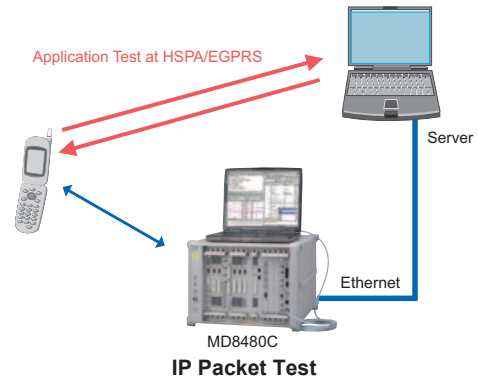 Application Test at HSPA/EGPRS
Server
Ethernet
MD8480C
IP Packet Test